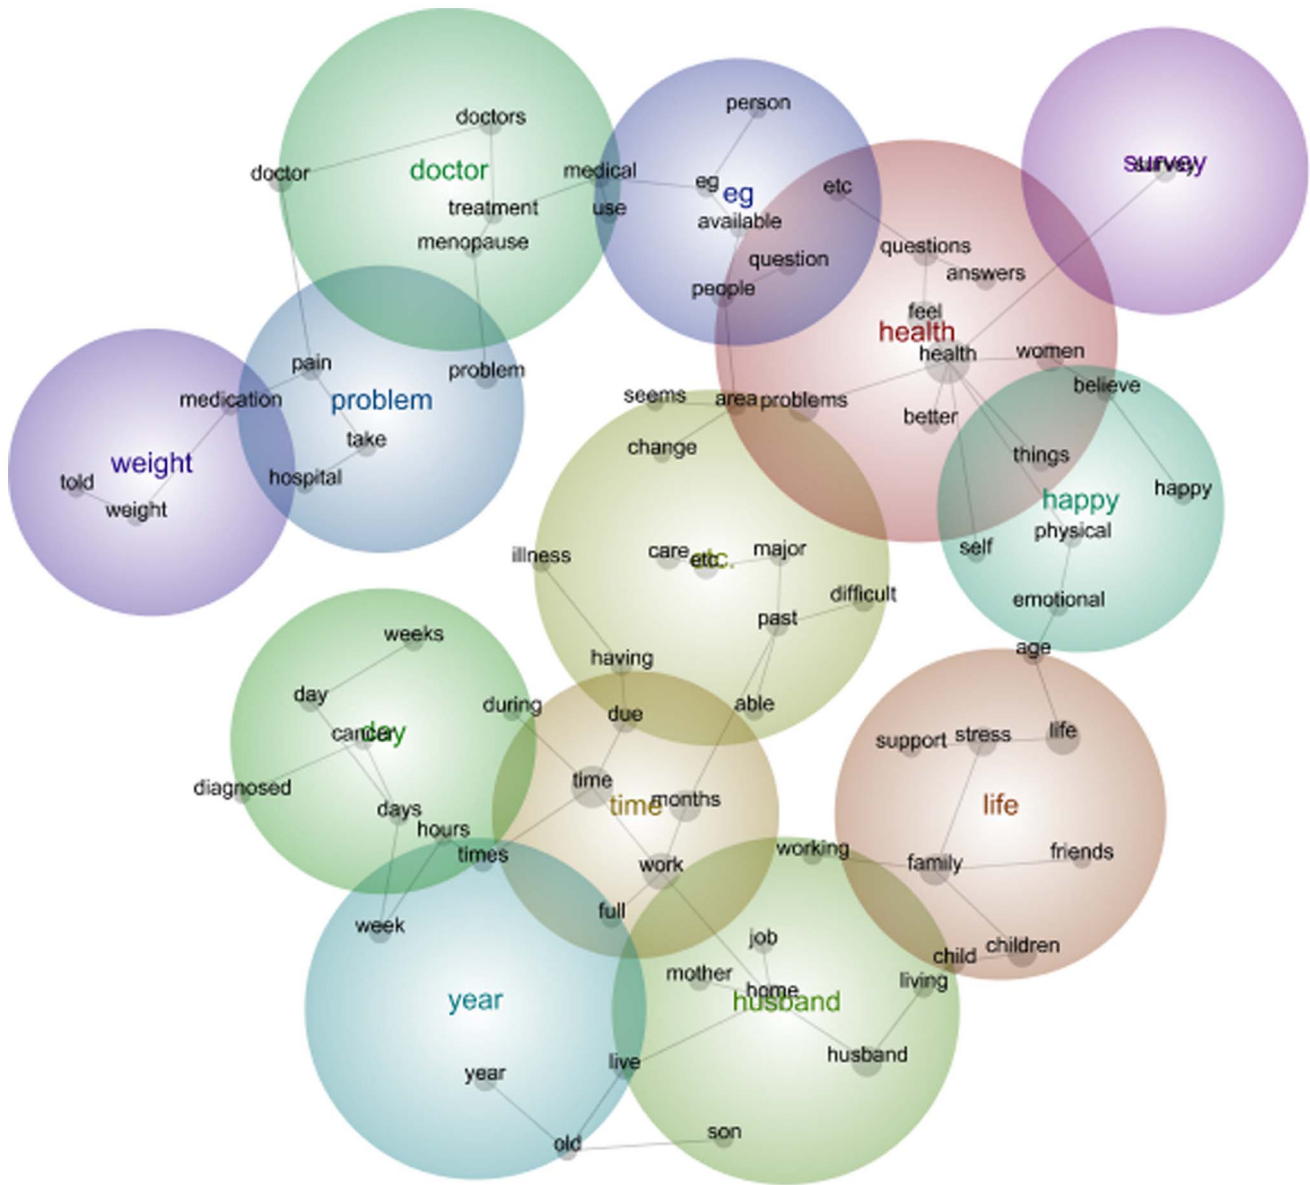 person
doctors
survey
survey
doctor
doctor
medical
eg
eg
etc
treatment
use
available
menopause
questions
question
answers
people
feel
health
health
women
pain
problem
believe
medication
problem
seems
area
problems
better
take
change
things
weight
told
hospital
happy
happy
weight
physical
illness
care
etc
etc.
major
self
difficult
emotional
past
weeks
having
age
day
during
due
able
cancer
day
support
stress
life
time
diagnosed
time
months
life
days
hours
times
working
work
family
friends
full
week
job
child
children
mother
home
living
year
husband
live
husband
year
son
old